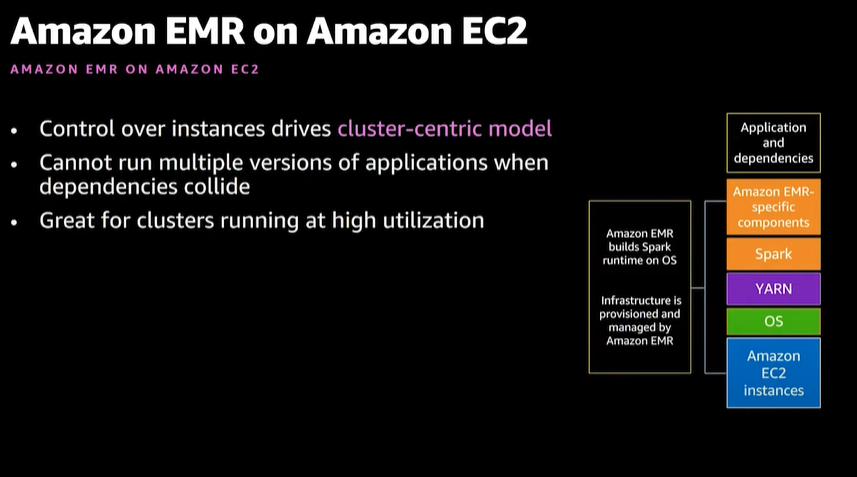 Amazon EMR on Amazon EC2
AMAZON EMR ON AMAZON EC2
• Control over instances drives cluster-centric model
• Cannot run multiple versions of applications when
dependencies collide
• Great for clusters running at high utilization
Amazon EMR
builds Spark
runtime on OS
Infrastructure is
provisioned and
managed by
Amazon EMR
Application
and
dependencies
Amazon EMR-
specific
components
Spark
YARN
OS
Amazon
EC2
instances